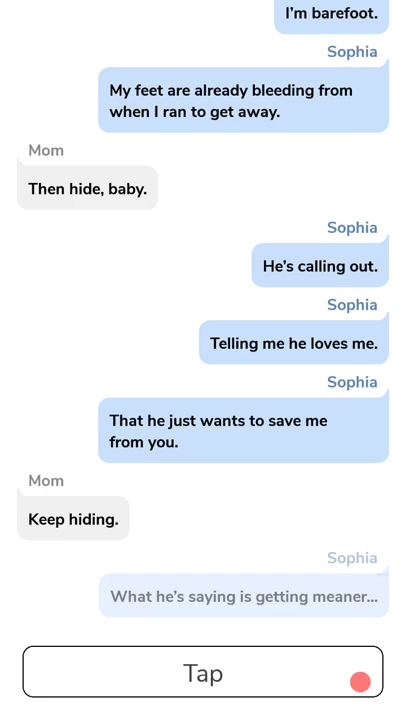 I’m barefoot.
Sophia
My feet are already bleeding from
when I ran to get away.
Mom
Then hide, baby.
Sophia
He’s calling out.
Sophia
Telling me he loves me.
Sophia
That he just wants to save me
from you.
Mom
Keep hiding.
Sophia
What he’s saying is getting meaner...
Tap